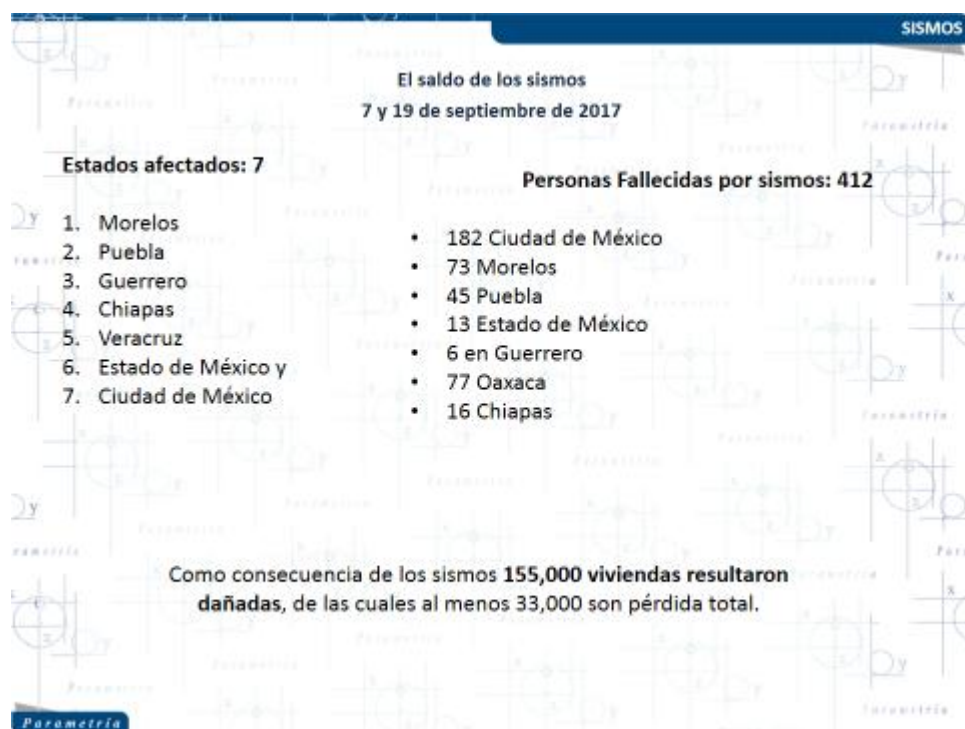 SISMOS
El saldo de los sismos
7 y 19 de septiembre de 2017
Estados afectados: 7
1. Morelos
2. Puebla
3. Guerrero
4. Chiapas
5. Veracruz
6. Estado de México y
7. Ciudad de México
Personas Fallecidas por sismos: 412
• 182 Ciudad de México
• 73 Morelos
• 45 Puebla
• 13 Estado de México
• 6 en Guerrero
• 77 Oaxaca
• 16 Chiapas
Como consecuencia de los sismos 155,000 viviendas resultaron
dañadas, de las cuales al menos 33,000 son pérdida total.
Parametría